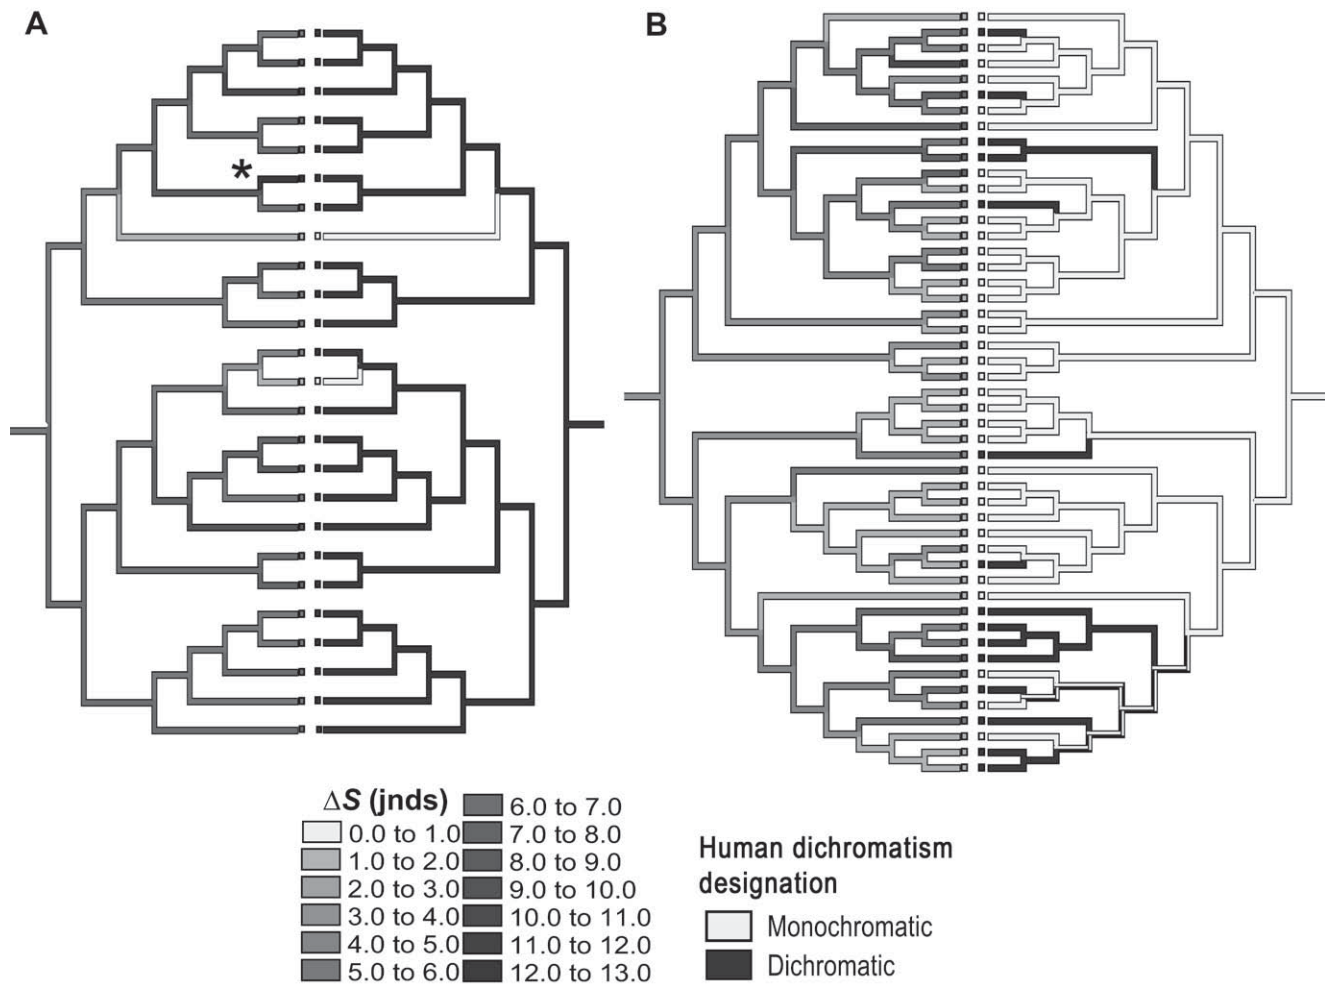 A
B
*
ΔS (jnds)
0.0 to 1.0
1.0 to 2.0
2.0 to 3.0
3.0 to 4.0
4.0 to 5.0
5.0 to 6.0
6.0 to 7.0
7.0 to 8.0
8.0 to 9.0
9.0 to 10.0
10.0 to 11.0
11.0 to 12.0
12.0 to 13.0
Human dichromatism
designation
Monochromatic
Dichromatic